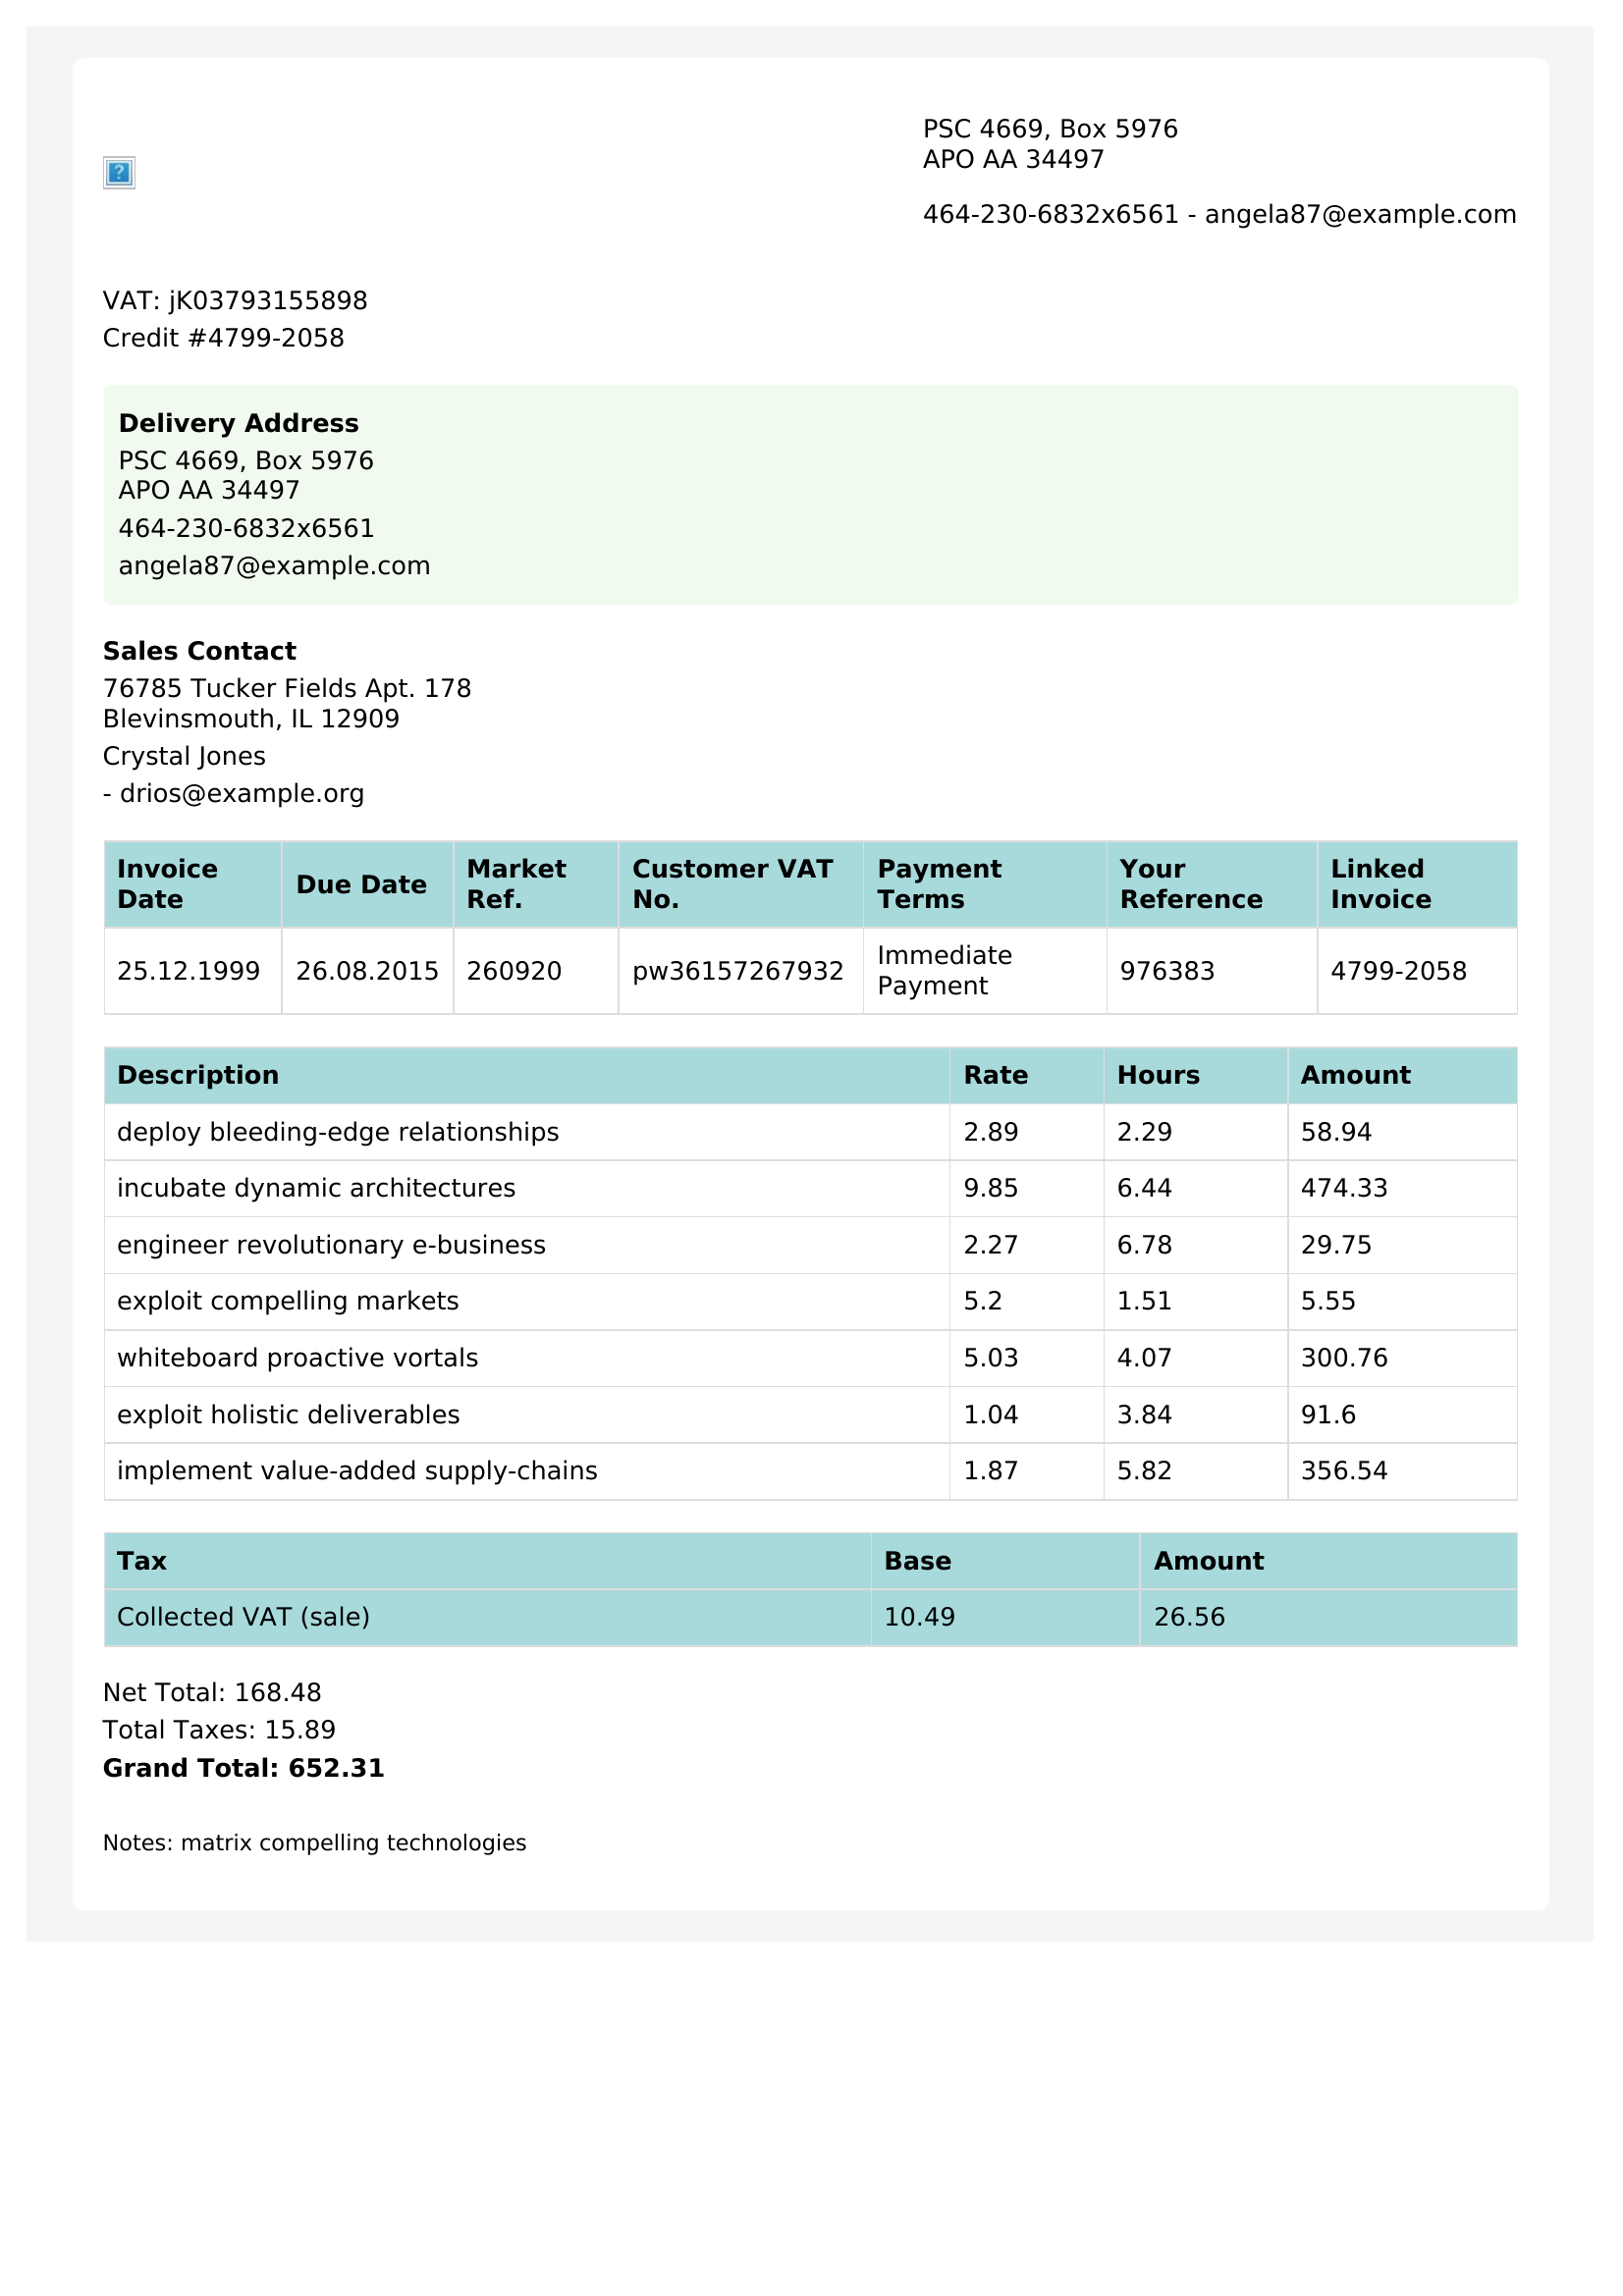 PSC 4669, Box 5976
APO AA 34497
464-230-6832x6561 - angela87@example.com
VAT: jK03793155898
Credit #4799-2058
Delivery Address
PSC 4669, Box 5976
APO AA 34497
464-230-6832x6561
angela87@example.com
Sales Contact
76785 Tucker Fields Apt. 178
Blevinsmouth, IL 12909
Crystal Jones
- drios@example.org
Invoice Date Due Date Market Ref. Customer VAT No. Payment Terms Your Reference Linked Invoice
25.12.1999 26.08.2015 260920 pw36157267932 Immediate Payment 976383 4799-2058
Description Rate Hours Amount
deploy bleeding-edge relationships 2.89 2.29 58.94
incubate dynamic architectures 9.85 6.44 474.33
engineer revolutionary e-business 2.27 6.78 29.75
exploit compelling markets 5.2 1.51 5.55
whiteboard proactive vortals 5.03 4.07 300.76
exploit holistic deliverables 1.04 3.84 91.6
implement value-added supply-chains 1.87 5.82 356.54
Tax Base Amount
Collected VAT (sale) 10.49 26.56
Net Total: 168.48
Total Taxes: 15.89
Grand Total: 652.31
Notes: matrix compelling technologies